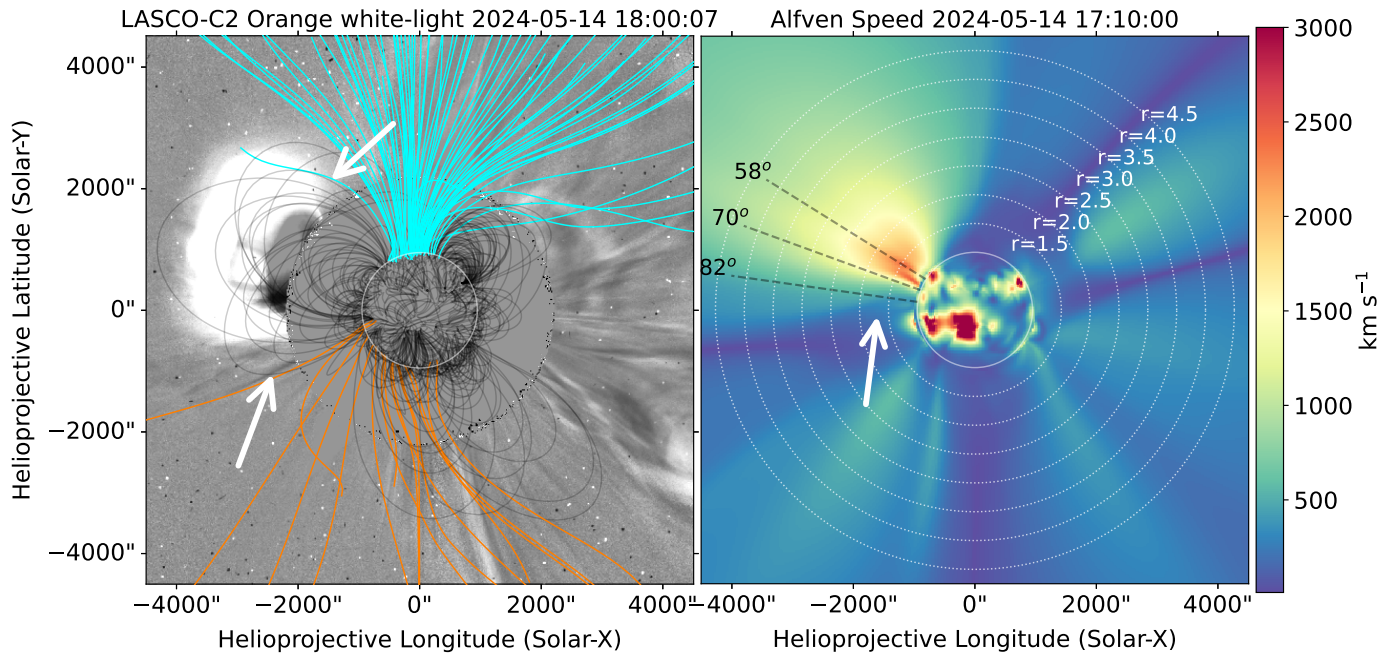 LASCO-C2 Orange white-light 2024-05-14 18:00:07
Alfven Speed 2024-05-14 17:10:00
4000"
2000"
0"
−2000"
−4000"
Helioprojective Latitude (Solar-Y)
−4000"
−2000"
0"
2000"
4000"
Helioprojective Longitude (Solar-X)
58°
70°
82°
r=4.5
r=4.0
r=3.5
r=3.0
r=2.5
r=2.0
r=1.5
−4000"
−2000"
0"
2000"
4000"
Helioprojective Longitude (Solar-X)
3000
2500
2000
1500
1000
500
km s⁻¹